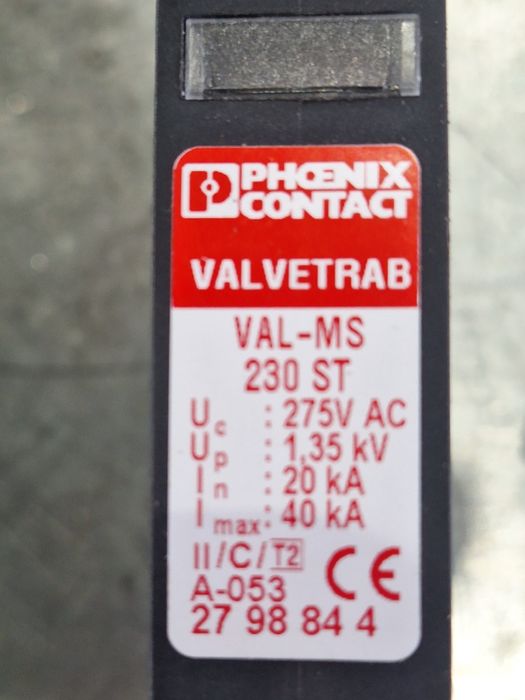 PHŒNIX
CONTACT
VALVETRAB
VAL-MS
230 ST
Uc : 275V AC
Up : 1,35 kV
In : 20 kA
Imax: 40 kA
II/C/T2
A-053 CE
27 98 84 4